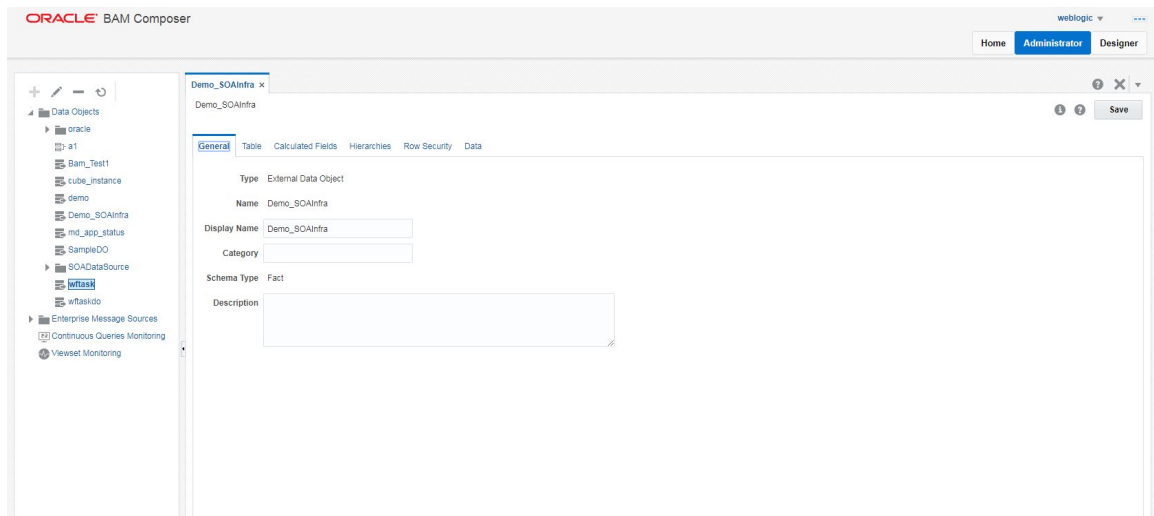 ORACLE® BAM Composer
weblogic
Home Administrator Designer
Demo_SOAInfra ×
Demo_SOAInfra
Save
Data Objects
oracle
a1
Bam_Test1
cube_instance
demo
Demo_SOAInfra
md_app_status
SampleDO
SOADataSource
wftask
wftaskdo
Enterprise Message Sources
Continuous Queries Monitoring
Viewset Monitoring
General Table Calculated Fields Hierarchies Row Security Data
Type External Data Object
Name Demo_SOAInfra
Display Name Demo_SOAInfra
Category
Schema Type Fact
Description